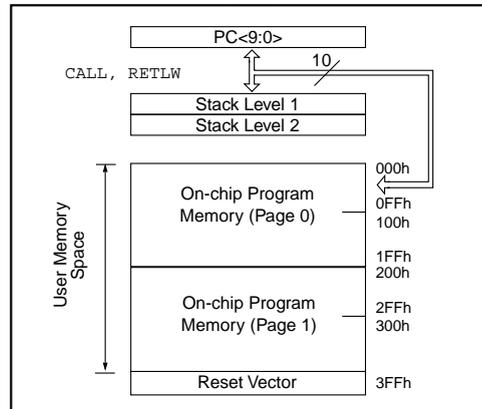 PC<9:0>
CALL, RETLW
10
Stack Level 1
Stack Level 2
User Memory
Space
000h
On-chip Program
Memory (Page 0)
0FFh
100h
1FFh
200h
On-chip Program
Memory (Page 1)
2FFh
300h
Reset Vector
3FFh